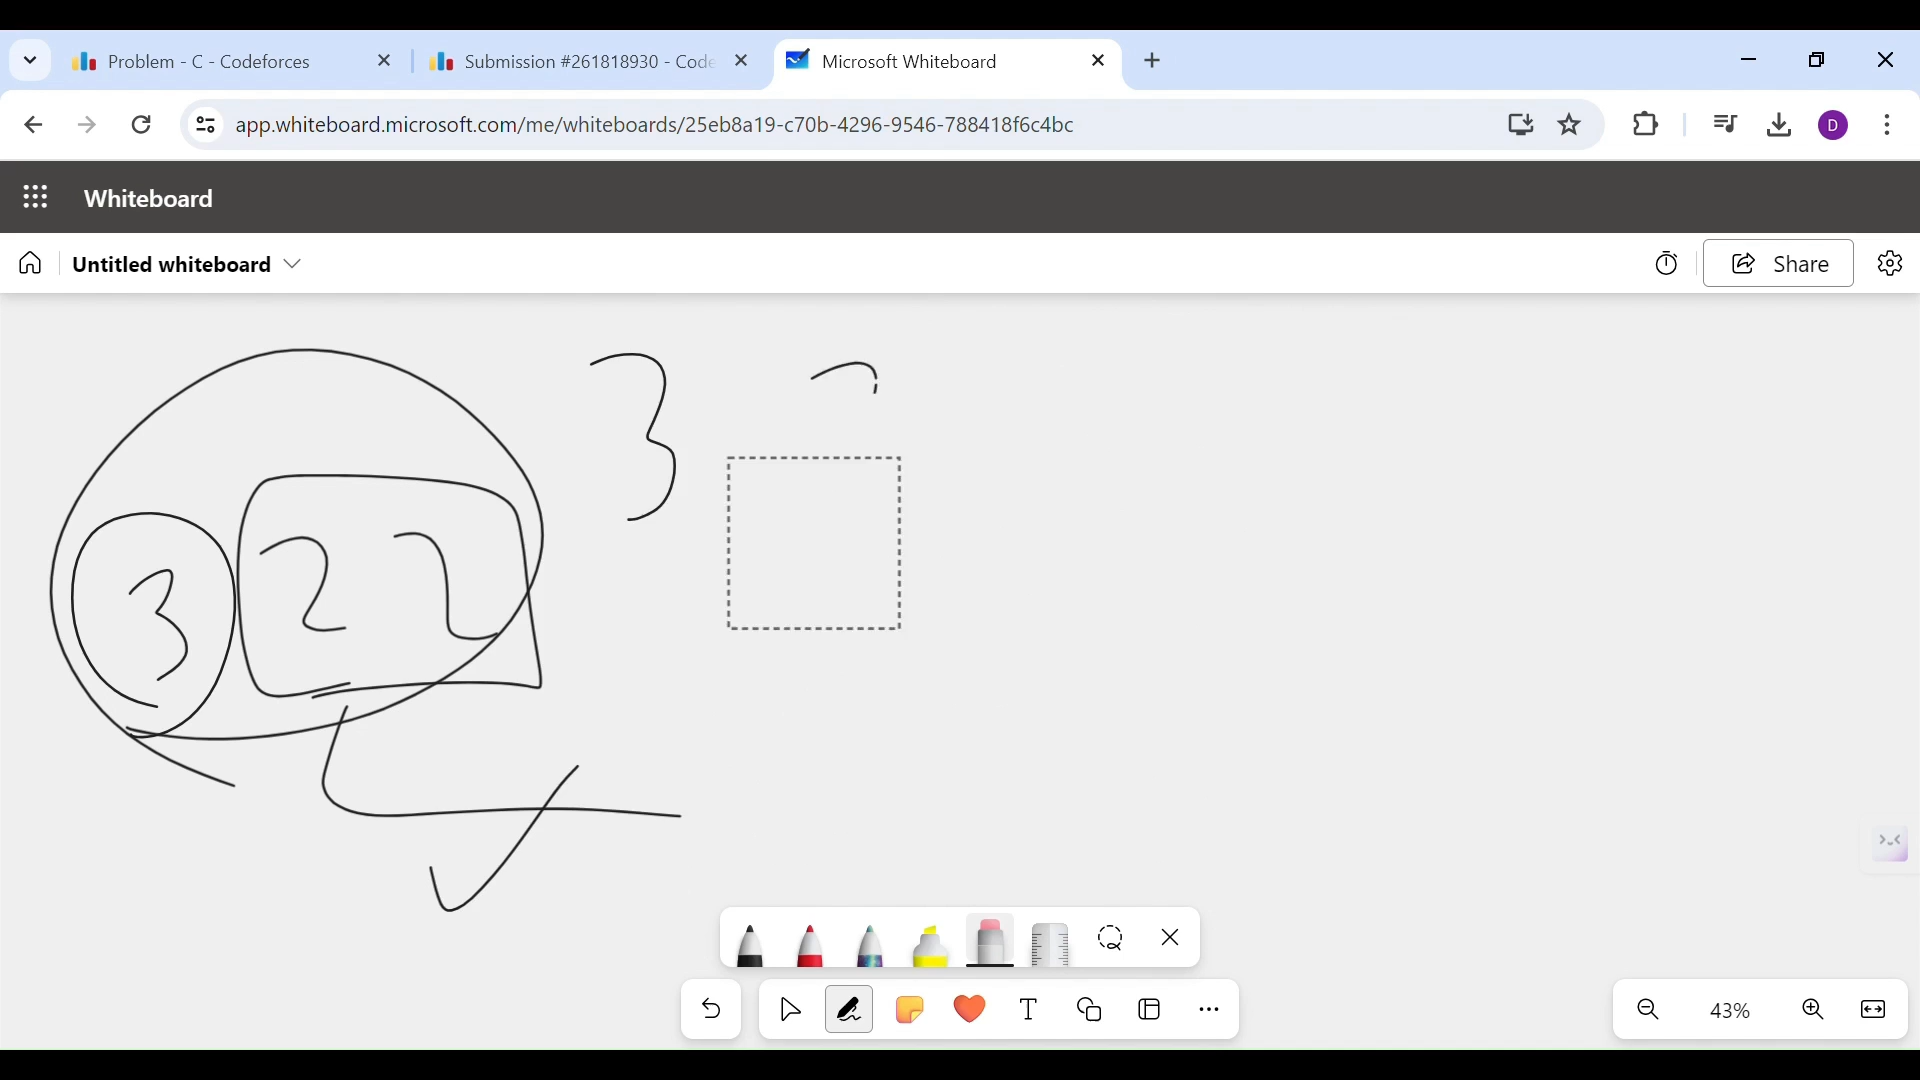 Problem - C - Codeforces
Submission #261818930 - Code
Microsoft Whiteboard
app.whiteboard.microsoft.com/me/whiteboards/25eb8a19-c70b-4296-9546-788418f6c4bc
D
Whiteboard
Untitled whiteboard
Share
3
3 2 2
T
43%